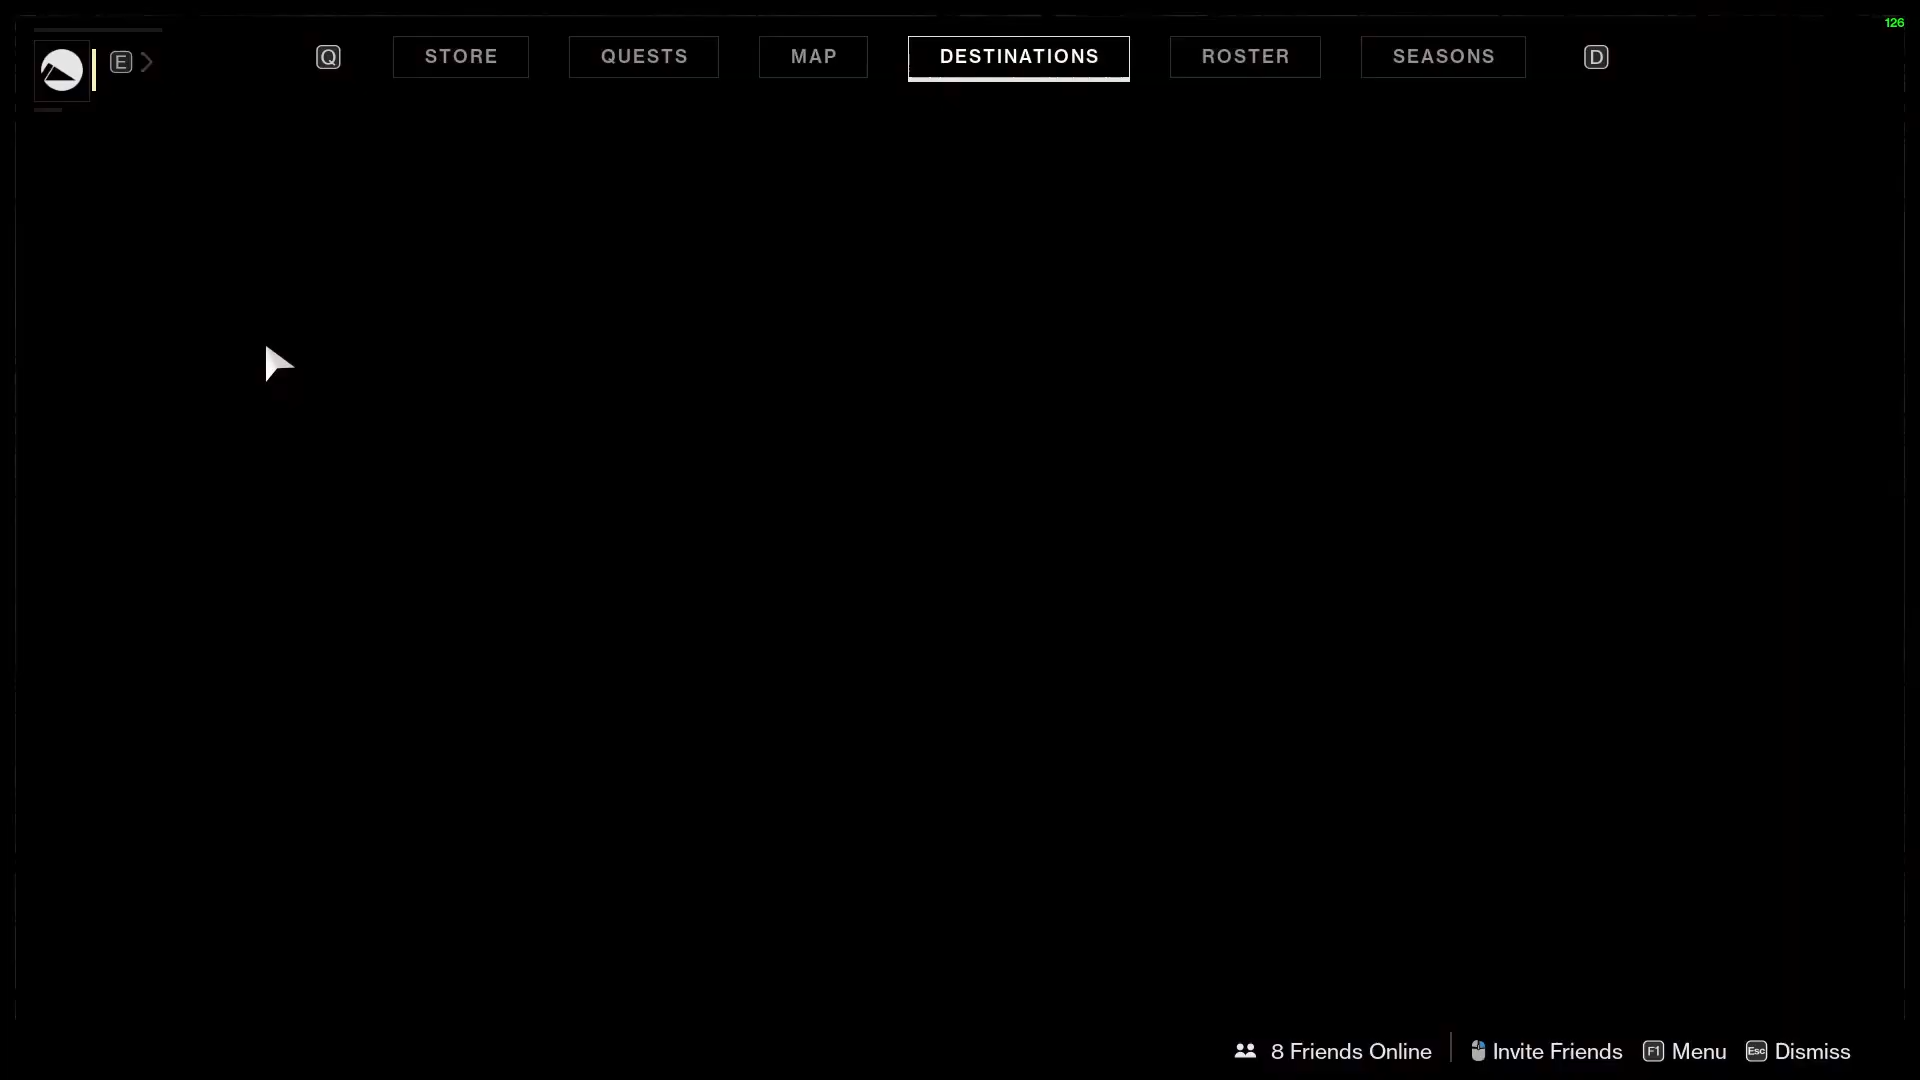 126
E
Q
STORE
QUESTS
MAP
DESTINATIONS
ROSTER
SEASONS
D
8 Friends Online
Invite Friends
F1 Menu
Esc Dismiss